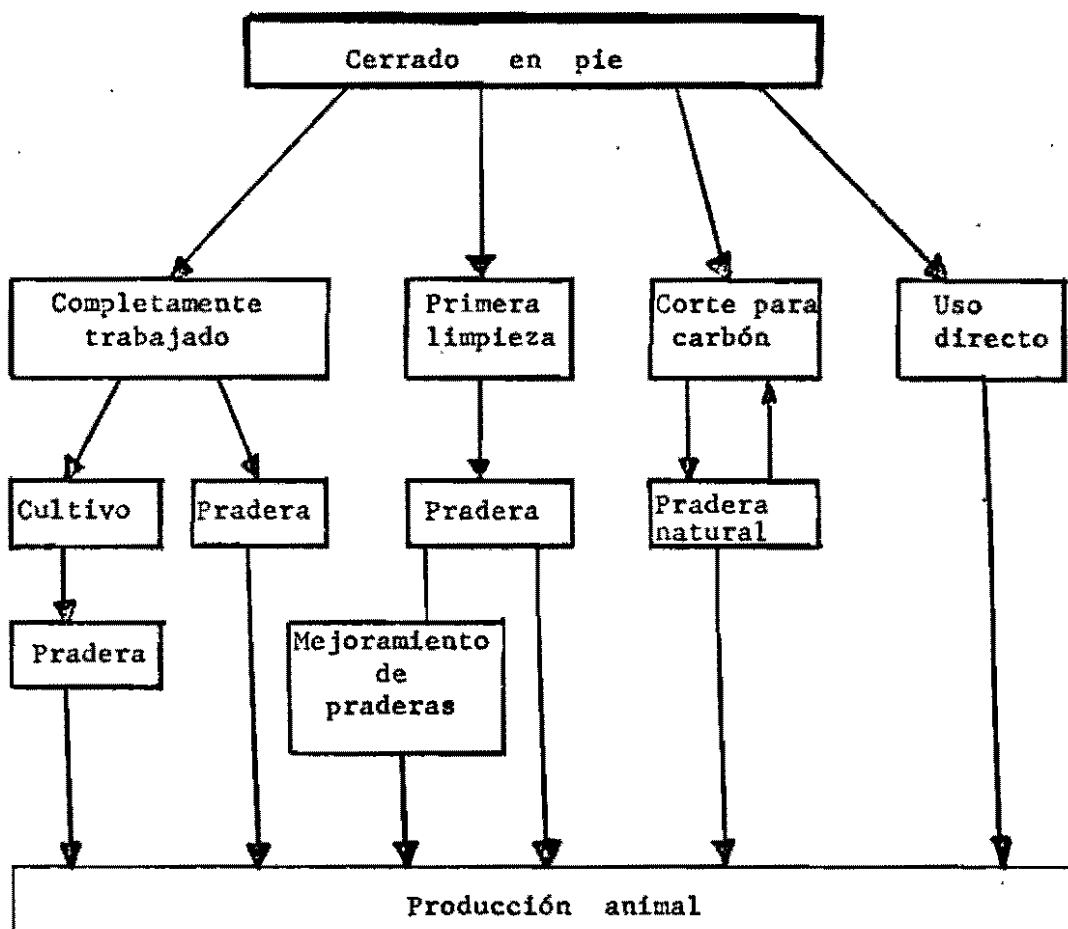 Cerrado en pie
Completamente
trabajado
Primera
limpieza
Corte para
carbón
Uso
directo
Cultivo
Pradera
Pradera
Pradera
natural
Pradera
Mejoramiento
de
praderas
Producción animal